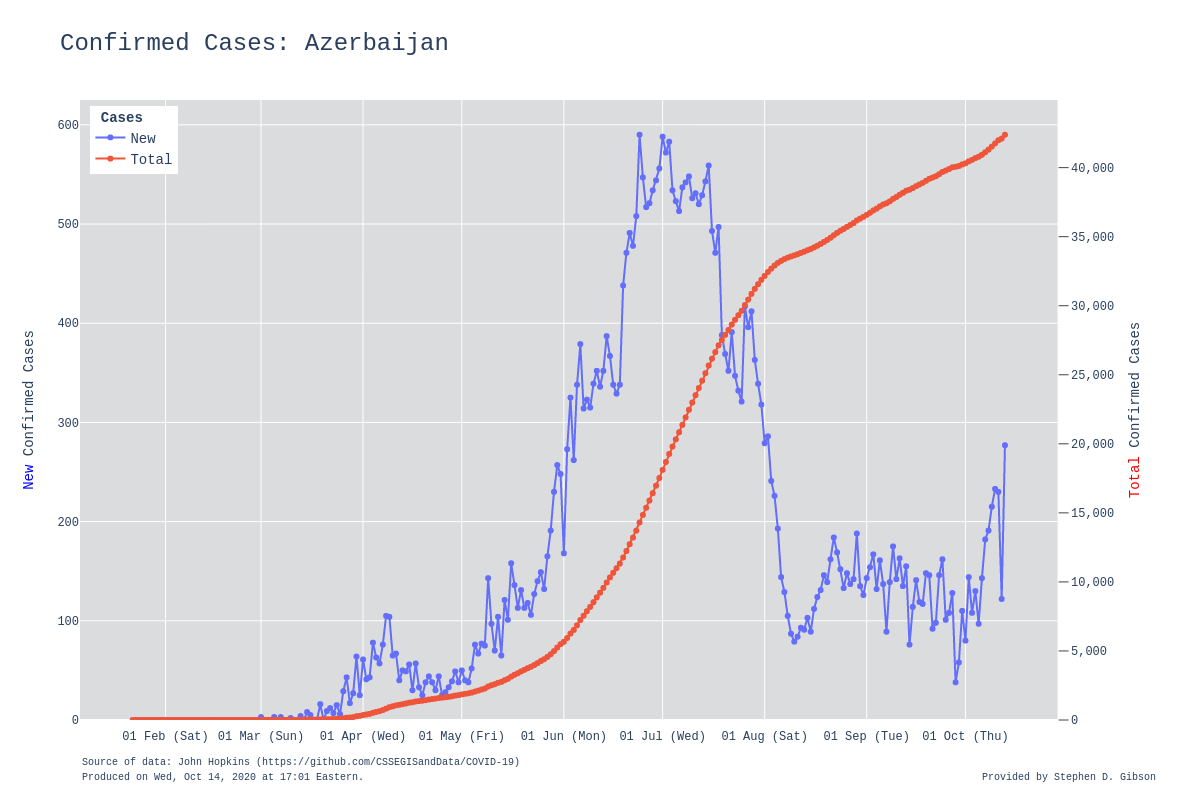 Confirmed Cases: Azerbaijan
Cases
New
Total
600
500
400
300
200
100
0
New Confirmed Cases
40,000
35,000
30,000
25,000
20,000
15,000
10,000
5,000
0
Total Confirmed Cases
01 Feb (Sat) 01 Mar (Sun) 01 Apr (Wed) 01 May (Fri) 01 Jun (Mon) 01 Jul (Wed) 01 Aug (Sat) 01 Sep (Tue) 01 Oct (Thu)
Source of data: John Hopkins (https://github.com/CSSEGISandData/COVID-19)
Produced on Wed, Oct 14, 2020 at 17:01 Eastern.
Provided by Stephen D. Gibson